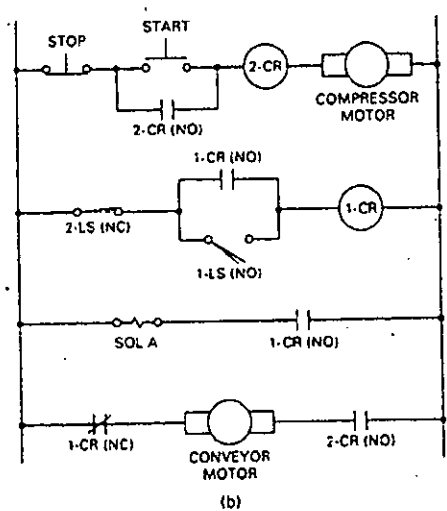 STOP
START
2-CR
COMPRESSOR
MOTOR
2-CR (NO)
1-CR (NO)
2-LS (NC)
1-CR
1-LS (NO)
SOL A
1-CR (NO)
1-CR (NC)
CONVEYOR
MOTOR
2-CR (NO)
(b)